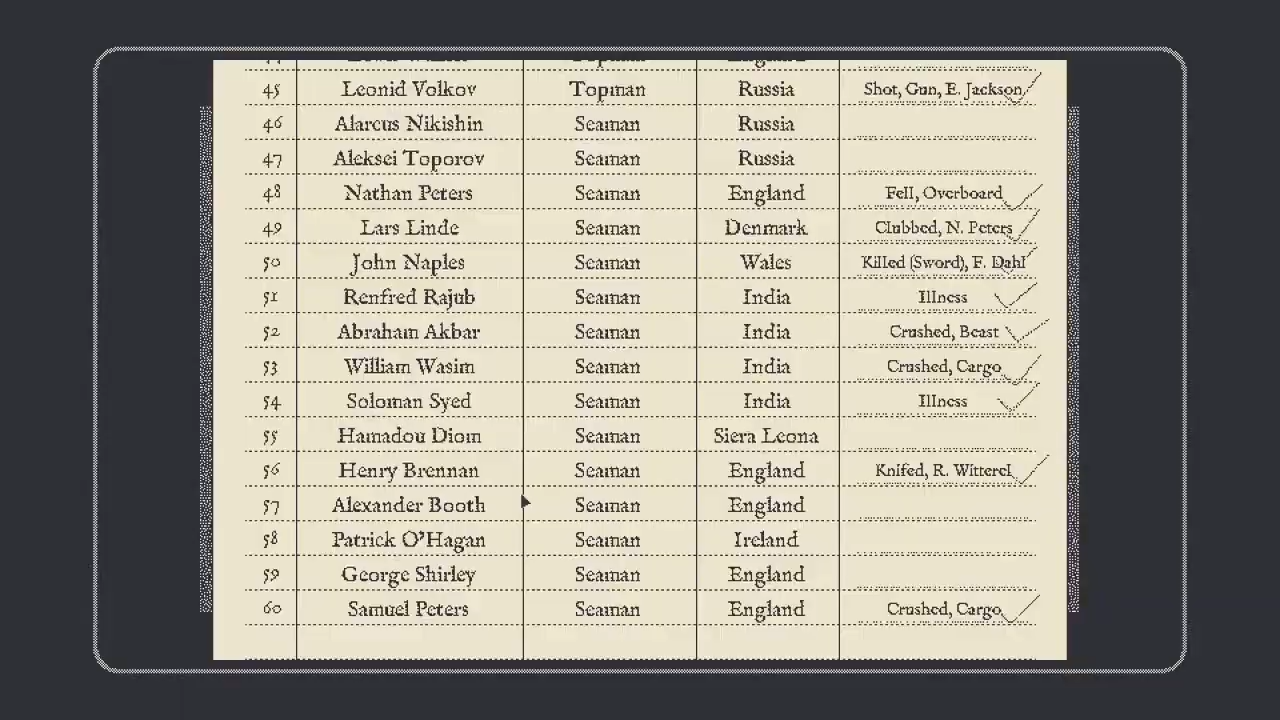 45 Leonid Volkov Topman Russia Shot, Gun, E. Jackson
46 Alarcus Nikishin Seaman Russia
47 Aleksei Toporov Seaman Russia
48 Nathan Peters Seaman England Fell, Overboard
49 Lars Linde Seaman Denmark Clubbed, N. Peters
50 John Naples Seaman Wales Killed (Sword), F. Dahl
51 Renfred Rajub Seaman India Illness
52 Abraham Akbar Seaman India Crushed, Beast
53 William Wasim Seaman India Crushed, Cargo
54 Soloman Syed Seaman India Illness
55 Hamadou Diom Seaman Siera Leona
56 Henry Brennan Seaman England Knifed, R. Witterel
57 Alexander Booth Seaman England
58 Patrick O'Hagan Seaman Ireland
59 George Shirley Seaman England
60 Samuel Peters Seaman England Crushed, Cargo